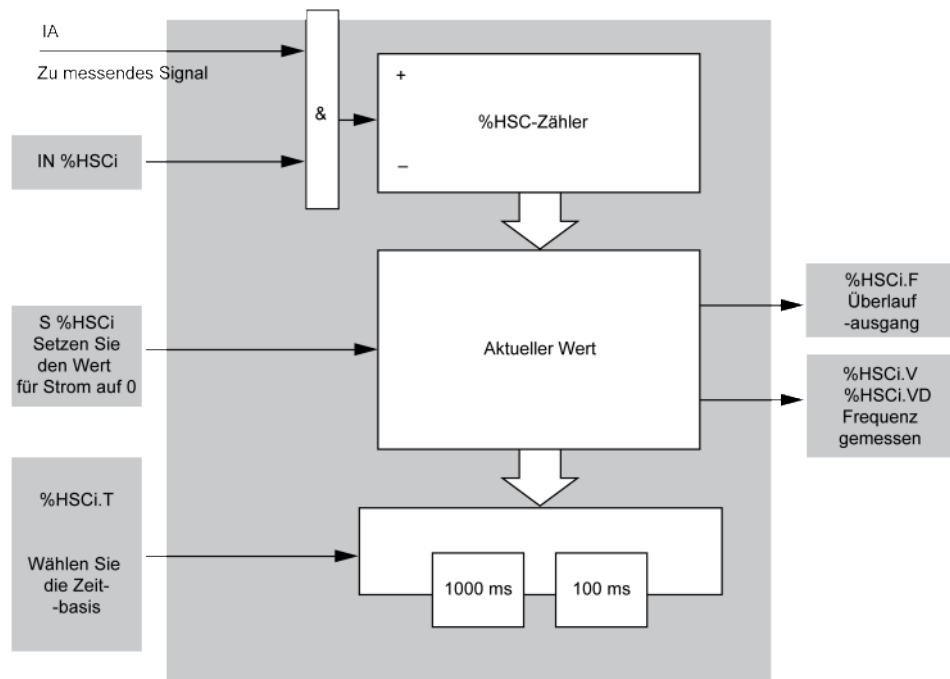 IA
Zu messendes Signal
&
+
%HSC-Zähler
–
IN %HSCi
S %HSCi
Setzen Sie
den Wert
für Strom auf 0
Aktueller Wert
%HSCi.F
Überlauf
-ausgang
%HSCi.V
%HSCi.VD
Frequenz
gemessen
%HSCi.T
Wählen Sie
die Zeit-
-basis
1000 ms
100 ms